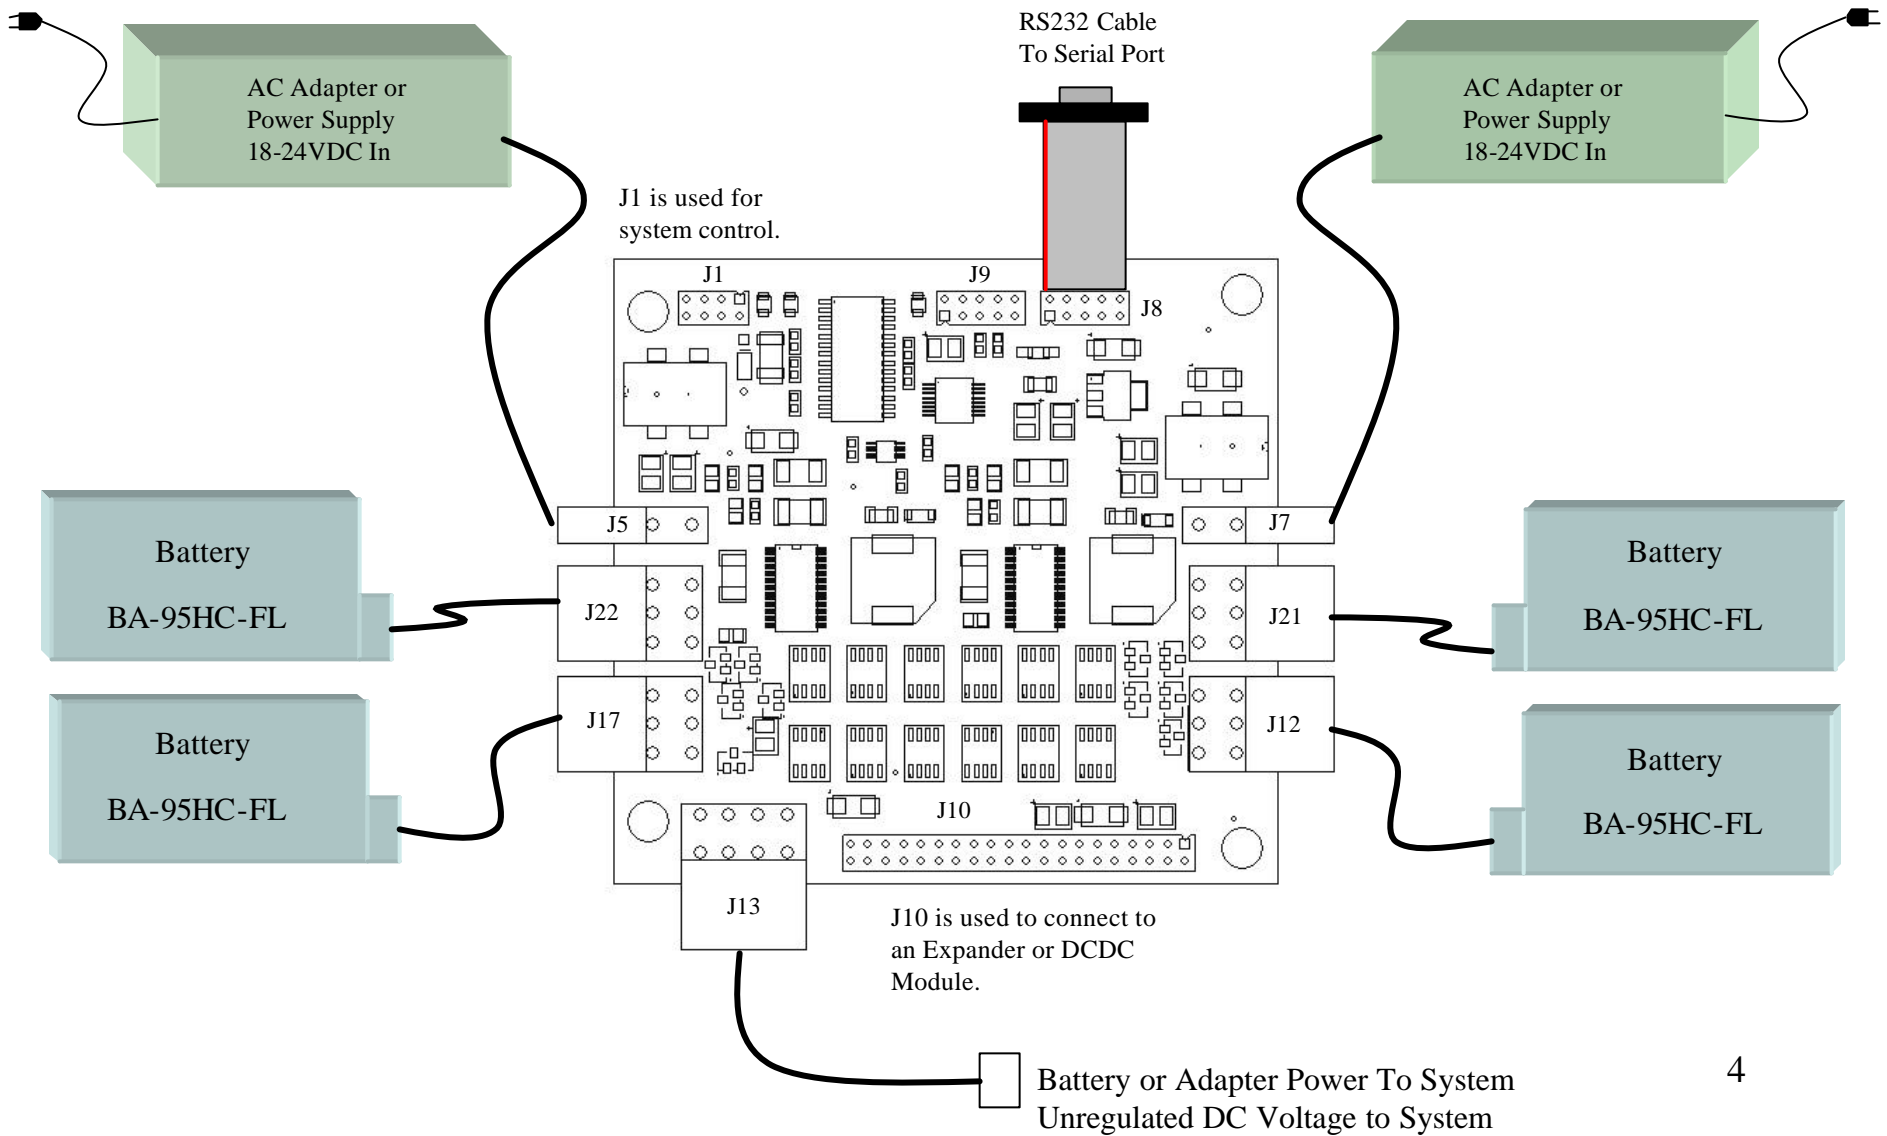 RS232 Cable
To Serial Port
AC Adapter or
Power Supply
18-24VDC In
AC Adapter or
Power Supply
18-24VDC In
J1 is used for
system control.
J1
J9
J8
J5
J7
Battery
BA-95HC-FL
J22
J21
Battery
BA-95HC-FL
Battery
BA-95HC-FL
J17
J12
Battery
BA-95HC-FL
J10
J13
J10 is used to connect to
an Expander or DCDC
Module.
Battery or Adapter Power To System
Unregulated DC Voltage to System
4